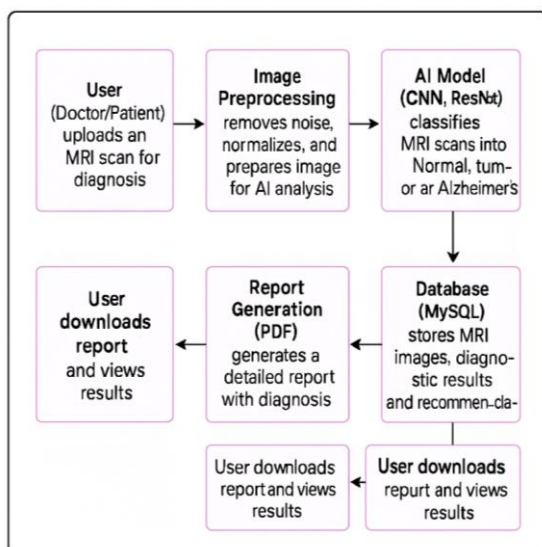 User
(Doctor/Patient)
uploads an
MRI scan for
diagnosis
Image
Preprocessing
removes noise,
normalizes, and
prepares image
for AI analysis
AI Model
(CNN, ResNet)
classifies
MRI scans into
Normal, tum-
or ar Alzheimer's
User
downloads
report
and views
results
Report
Generation
(PDF)
generates a
detailed report
with diagnosis
Database
(MySQL)
stores MRI
images, diagno-
stic results
and recommen-cla-
User downloads
report and views
results
User downloads
repurt and views
results